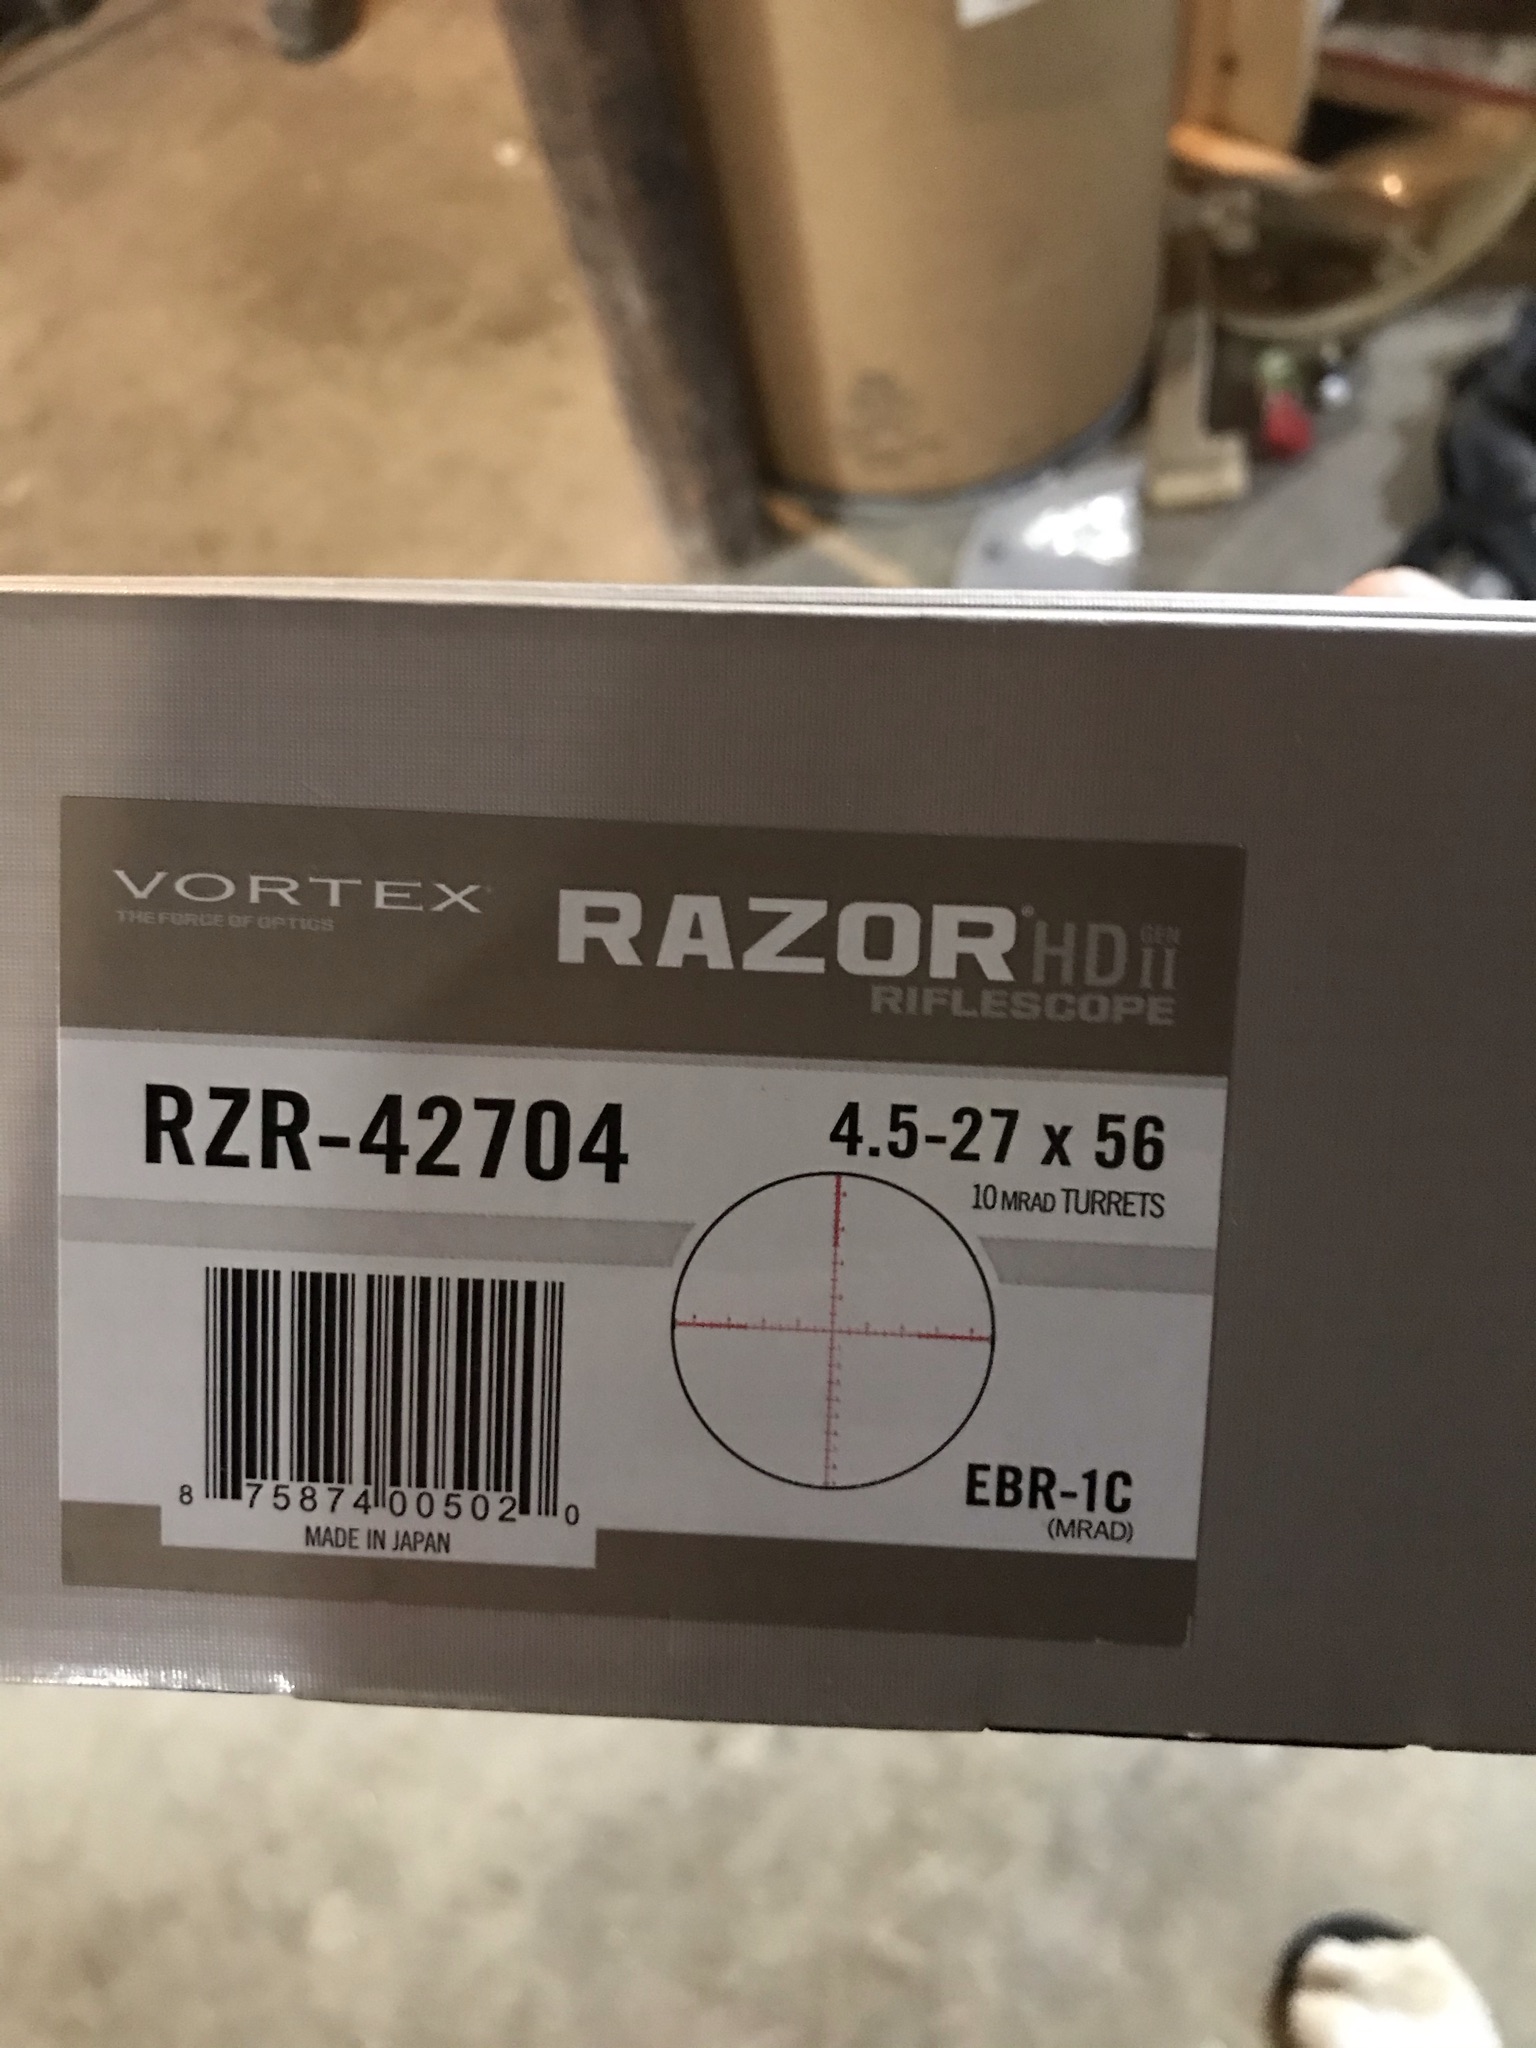 VORTEX
THE FORCE OF OPTICS
RAZOR® HD GEN II
RIFLESCOPE
RZR-42704
4.5-27 x 56
10 MRAD TURRETS
8 75874 00502 0
MADE IN JAPAN
EBR-1C
(MRAD)